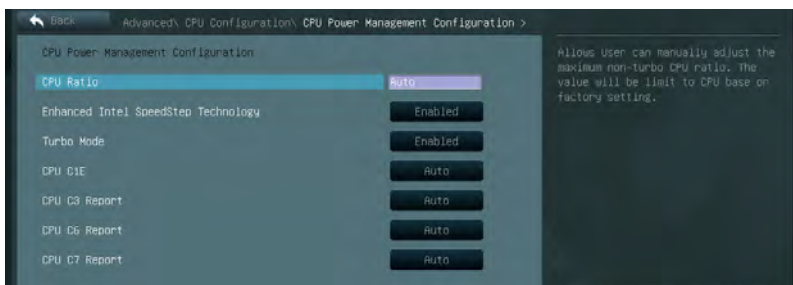 Back Advanced\ CPU Configuration\ CPU Power Management Configuration >
CPU Power Management Configuration
CPU Ratio Auto
Enhanced Intel SpeedStep Technology Enabled
Turbo Mode Enabled
CPU C1E Auto
CPU C3 Report Auto
CPU C6 Report Auto
CPU C7 Report Auto
Allows User can manually adjust the
maximum non-turbo CPU ratio. The
value will be limit to CPU base on
factory setting.